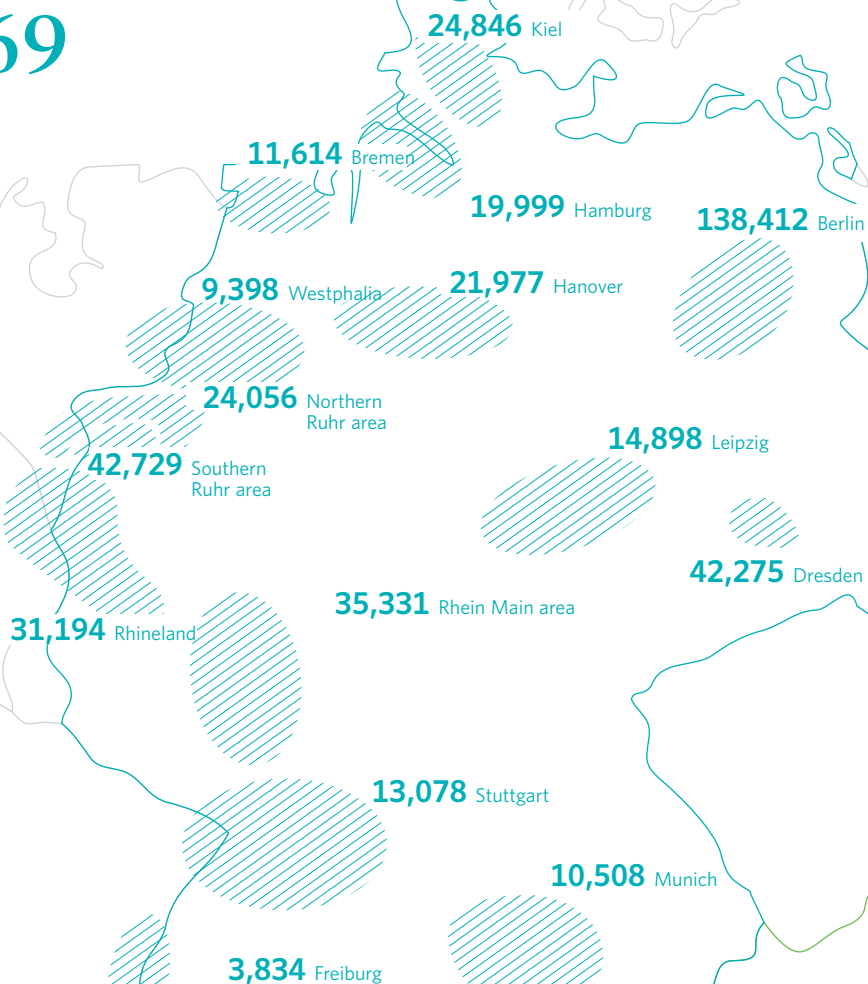 69
24,846 Kiel
11,614 Bremen
19,999 Hamburg
138,412 Berlin
9,398 Westphalia
21,977 Hanover
24,056 Northern
Ruhr area
14,898 Leipzig
42,729 Southern
Ruhr area
42,275 Dresden
35,331 Rhein Main area
31,194 Rhineland
13,078 Stuttgart
10,508 Munich
3,834 Freiburg